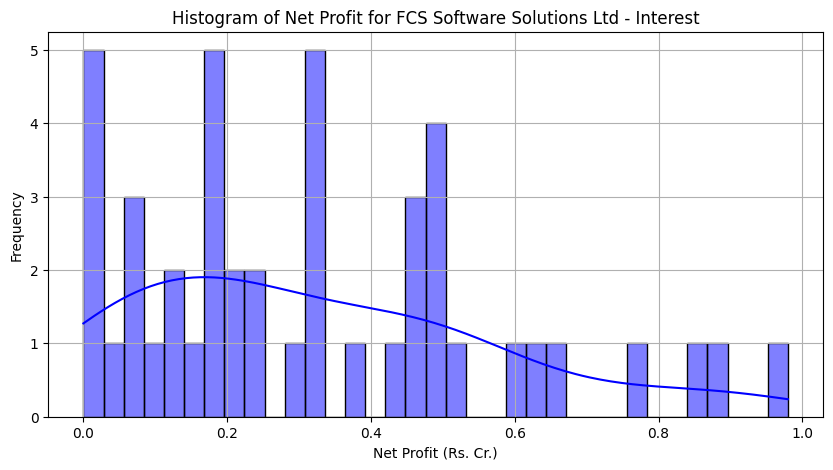 Histogram of Net Profit for FCS Software Solutions Ltd - Interest
5
4
3
2
1
0
Frequency
0.0 0.2 0.4 0.6 0.8 1.0
Net Profit (Rs. Cr.)